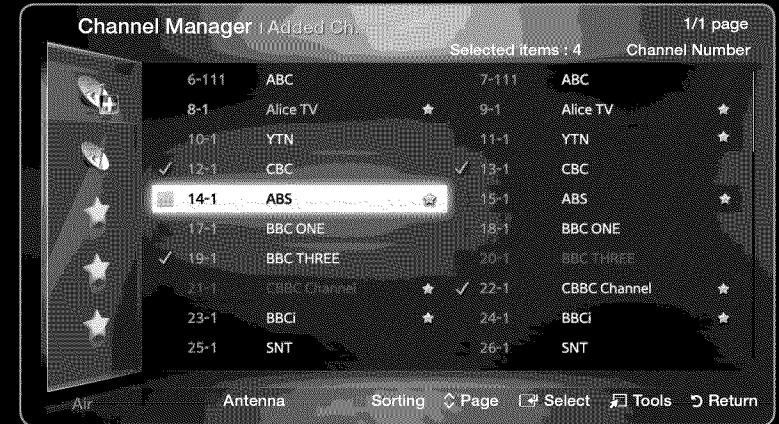 Channel Manager | Added Ch. 1/1 page
Selected items : 4 Channel Number
6-111 ABC 7-111 ABC
8-1 Alice TV 9-1 Alice TV
10-1 YTN 11-1 YTN
12-1 CBC 13-1 CBC
14-1 ABS 15-1 ABS
17-1 BBC ONE 18-1 BBC ONE
19-1 BBC THREE 20-1 BBC THREE
21-1 CBBC Channel 22-1 CBBC Channel
23-1 BBCi 24-1 BBCi
25-1 SNT 26-1 SNT
Air Antenna Sorting Page Select Tools Return